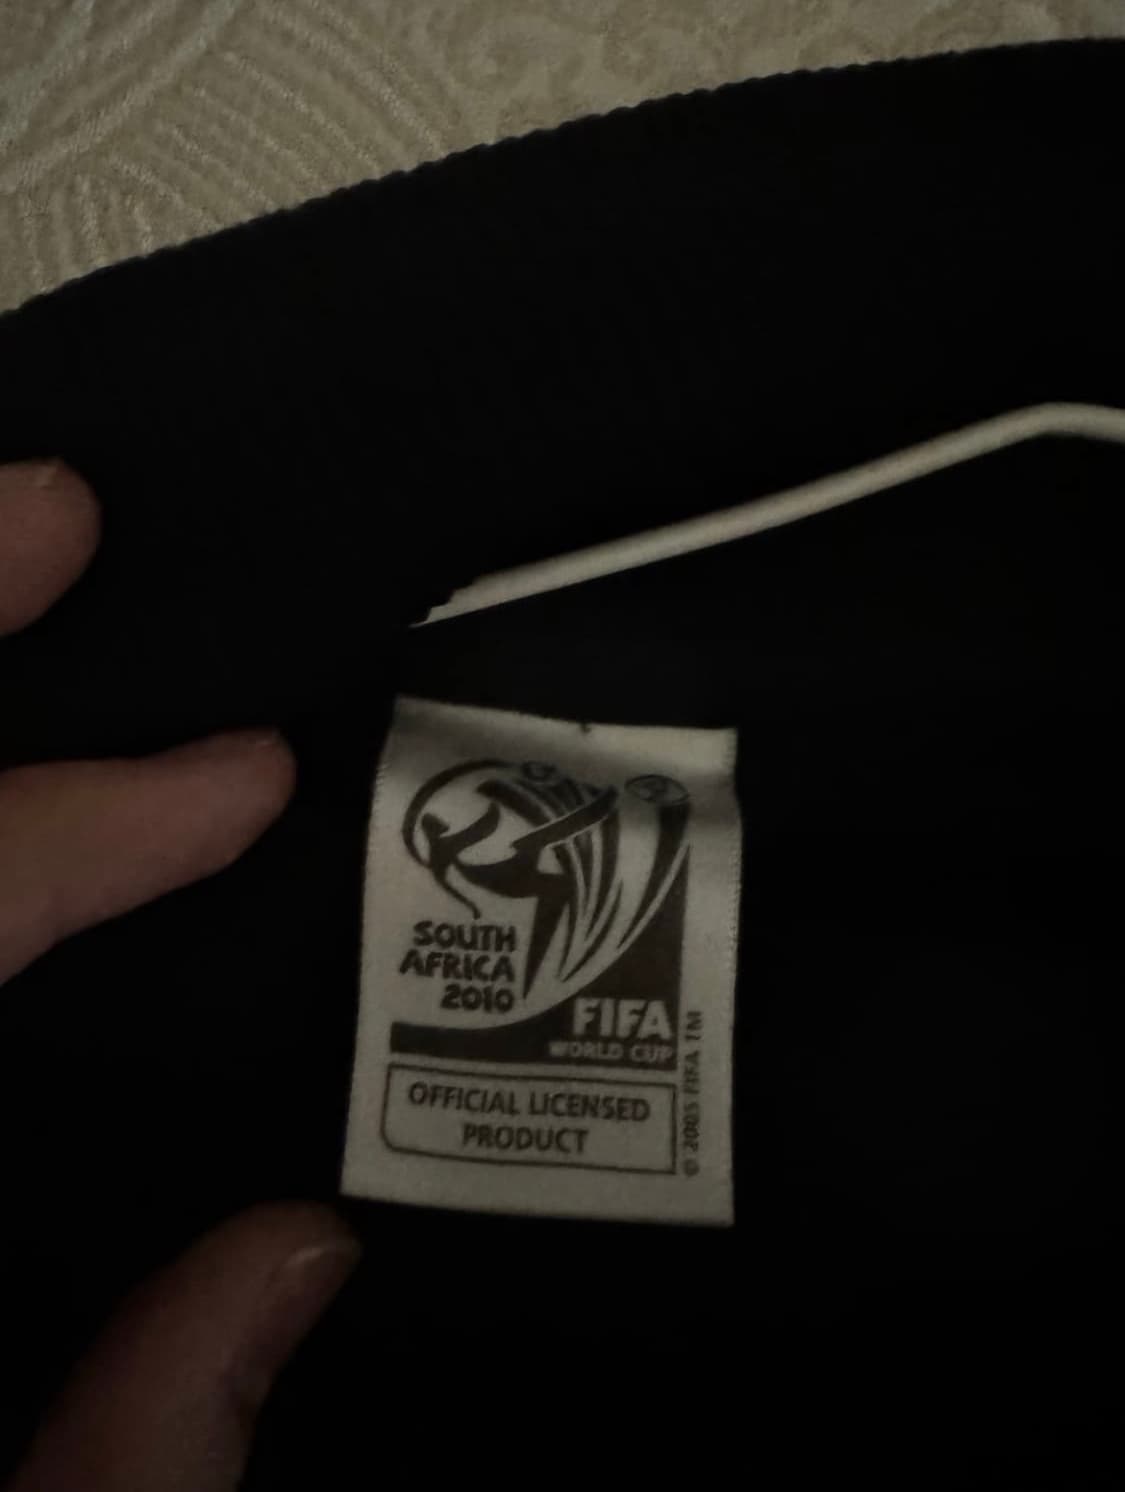 SOUTH
AFRICA
2010
FIFA
WORLD CUP
OFFICIAL LICENSED
PRODUCT
© 2005 FIFA TM